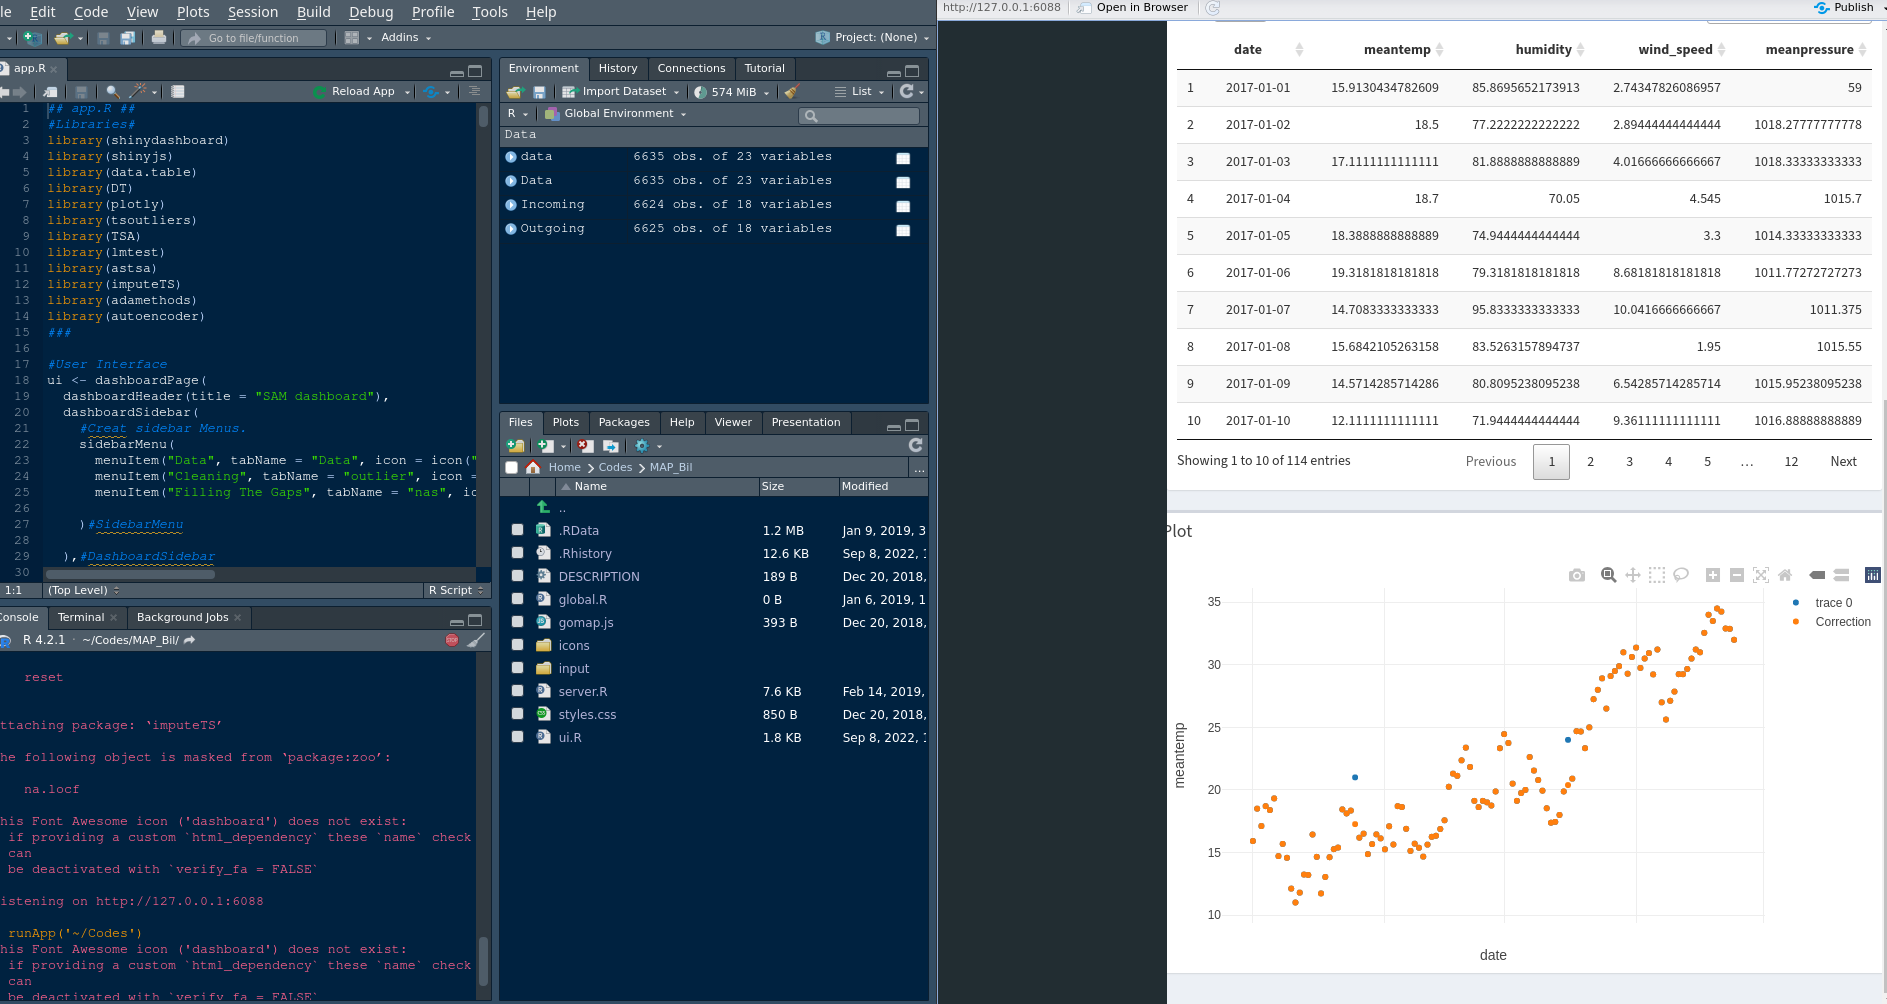 le Edit Code View Plots Session Build Debug Profile Tools Help
Go to file/function Addins Project: (None)
app.R
Reload App
1 ## app.R ##
2 #Libraries#
3 library(shinydashboard)
4 library(shinyjs)
5 library(data.table)
6 library(DT)
7 library(plotly)
8 library(tsoutliers)
9 library(TSA)
10 library(lmtest)
11 library(astsa)
12 library(imputeTS)
13 library(adamethods)
14 library(autoencoder)
15 ###
16
17 #User Interface
18 ui <- dashboardPage(
19 dashboardHeader(title = "SAM dashboard"),
20 dashboardSidebar(
21 #Creat sidebar Menus.
22 sidebarMenu(
23 menuItem("Data", tabName = "Data", icon = icon("
24 menuItem("Cleaning", tabName = "outlier", icon =
25 menuItem("Filling The Gaps", tabName = "nas", ic
26
27 )#SidebarMenu
28
29 ),#DashboardSidebar
30
1:1 (Top Level) R Script
Console Terminal Background Jobs
R 4.2.1 · ~/Codes/MAP_Bil/
reset
ttaching package: ‘imputeTS’
he following object is masked from ‘package:zoo’:
na.locf
his Font Awesome icon ('dashboard') does not exist:
if providing a custom `html_dependency` these `name` check
can
be deactivated with `verify_fa = FALSE`
istening on http://127.0.0.1:6088
runApp('~/Codes')
his Font Awesome icon ('dashboard') does not exist:
if providing a custom `html_dependency` these `name` check
can
be deactivated with `verify_fa = FALSE`
Environment History Connections Tutorial
Import Dataset 574 MiB List
R Global Environment
Data
data 6635 obs. of 23 variables
Data 6635 obs. of 23 variables
Incoming 6624 obs. of 18 variables
Outgoing 6625 obs. of 18 variables
Files Plots Packages Help Viewer Presentation
Home Codes MAP_Bil ...
Name Size Modified
..
.RData 1.2 MB Jan 9, 2019, 3
.Rhistory 12.6 KB Sep 8, 2022, 1
DESCRIPTION 189 B Dec 20, 2018,
global.R 0 B Jan 6, 2019, 1
gomap.js 393 B Dec 20, 2018,
icons
input
server.R 7.6 KB Feb 14, 2019,
styles.css 850 B Dec 20, 2018,
ui.R 1.8 KB Sep 8, 2022, 1
http://127.0.0.1:6088 Open in Browser Publish
date meantemp humidity wind_speed meanpressure
1 2017-01-01 15.9130434782609 85.8695652173913 2.74347826086957 59
2 2017-01-02 18.5 77.2222222222222 2.89444444444444 1018.27777777778
3 2017-01-03 17.1111111111111 81.8888888888889 4.01666666666667 1018.33333333333
4 2017-01-04 18.7 70.05 4.545 1015.7
5 2017-01-05 18.3888888888889 74.9444444444444 3.3 1014.33333333333
6 2017-01-06 19.3181818181818 79.3181818181818 8.68181818181818 1011.77272727273
7 2017-01-07 14.7083333333333 95.8333333333333 10.0416666666667 1011.375
8 2017-01-08 15.6842105263158 83.5263157894737 1.95 1015.55
9 2017-01-09 14.5714285714286 80.8095238095238 6.54285714285714 1015.95238095238
10 2017-01-10 12.1111111111111 71.9444444444444 9.36111111111111 1016.88888888889
Showing 1 to 10 of 114 entries Previous 1 2 3 4 5 … 12 Next
Plot
35
30
25
20
15
10
meantemp
date
trace 0
Correction